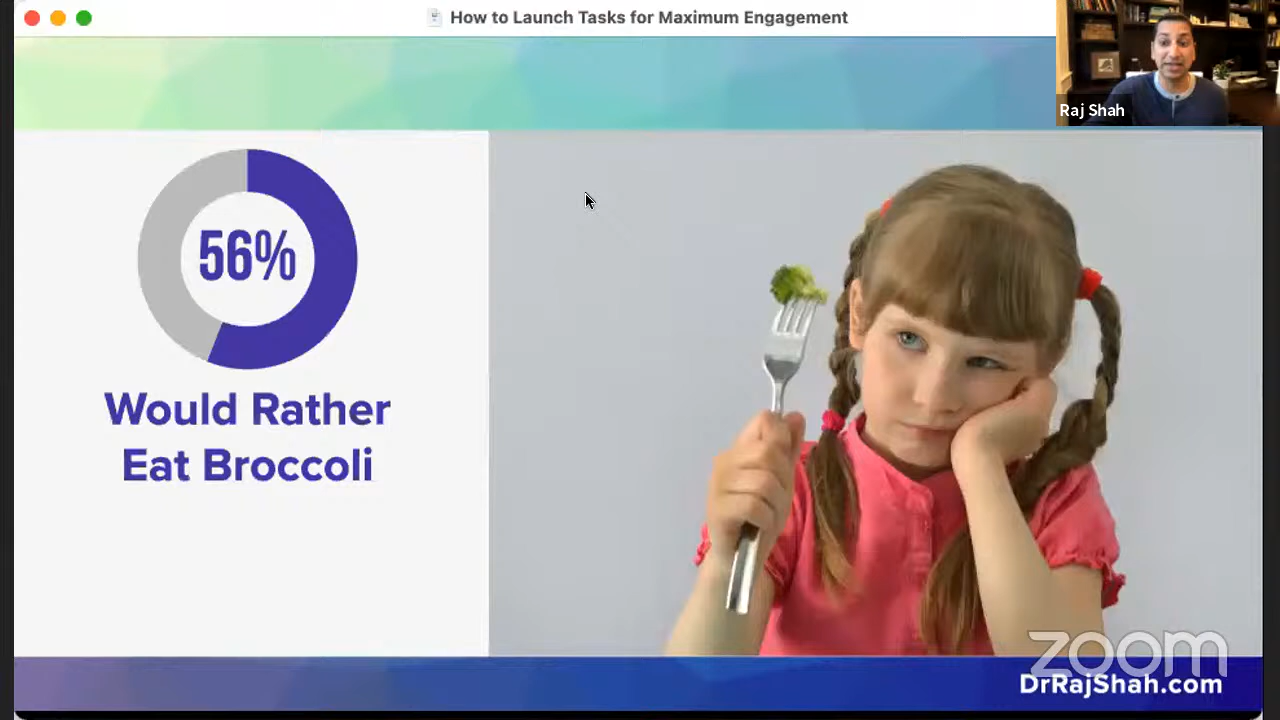 How to Launch Tasks for Maximum Engagement
Raj Shah
56%
Would Rather
Eat Broccoli
zoom
DrRajShah.com